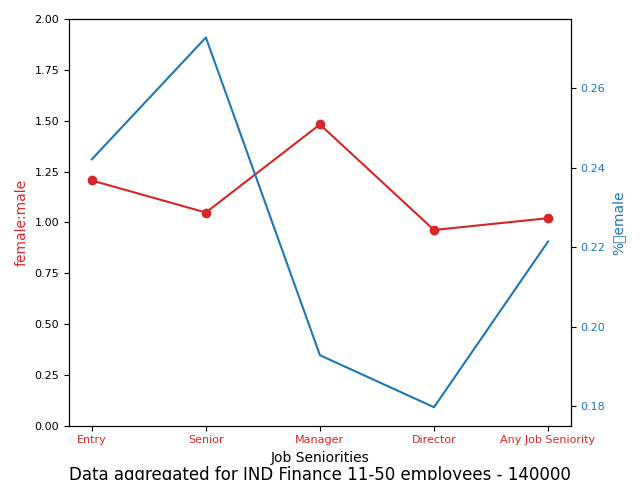 2.00
1.75
1.50
1.25
1.00
0.75
0.50
0.25
0.00
female:male
0.26
0.24
0.22
0.20
0.18
%▯emale
Entry Senior Manager Director Any Job Seniority
Job Seniorities
Data aggregated for IND Finance 11-50 employees - 140000